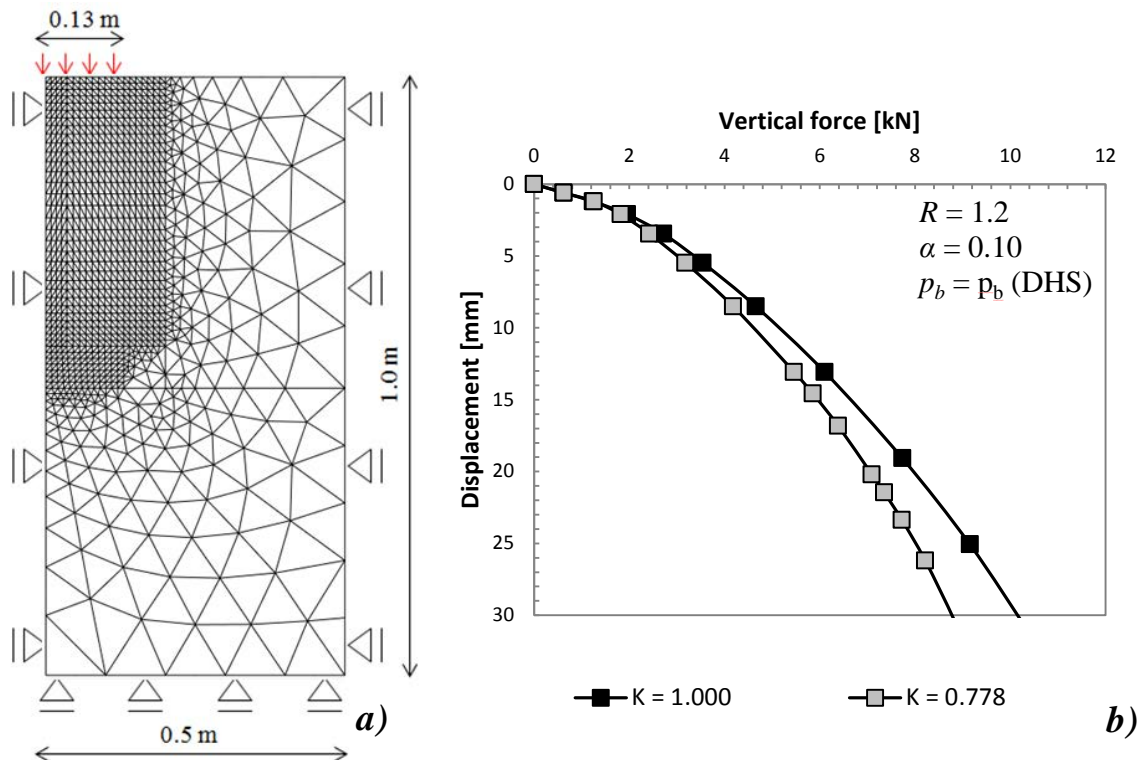 0.13 m
1.0 m
0.5 m
a)
Vertical force [kN]
0 2 4 6 8 10 12
0
5
10
15
20
25
30
Displacement [mm]
R = 1.2
α = 0.10
p_b = p_b (DHS)
K = 1.000
K = 0.778
b)